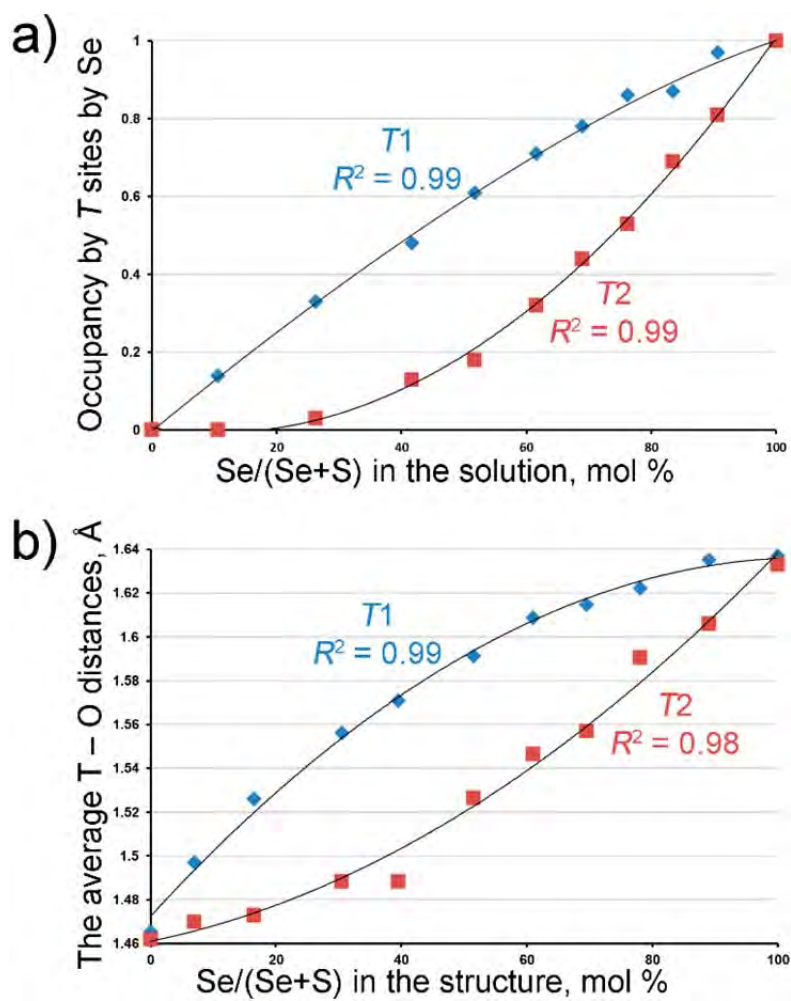 a)
Occupancy by T sites by Se
1
0.8
0.6
0.4
0.2
0
T1
R² = 0.99
T2
R² = 0.99
0 20 40 60 80 100
Se/(Se+S) in the solution, mol %
b)
The average T – O distances, Å
1.64
1.62
1.6
1.58
1.56
1.54
1.52
1.5
1.48
1.46
T1
R² = 0.99
T2
R² = 0.98
0 20 40 60 80 100
Se/(Se+S) in the structure, mol %